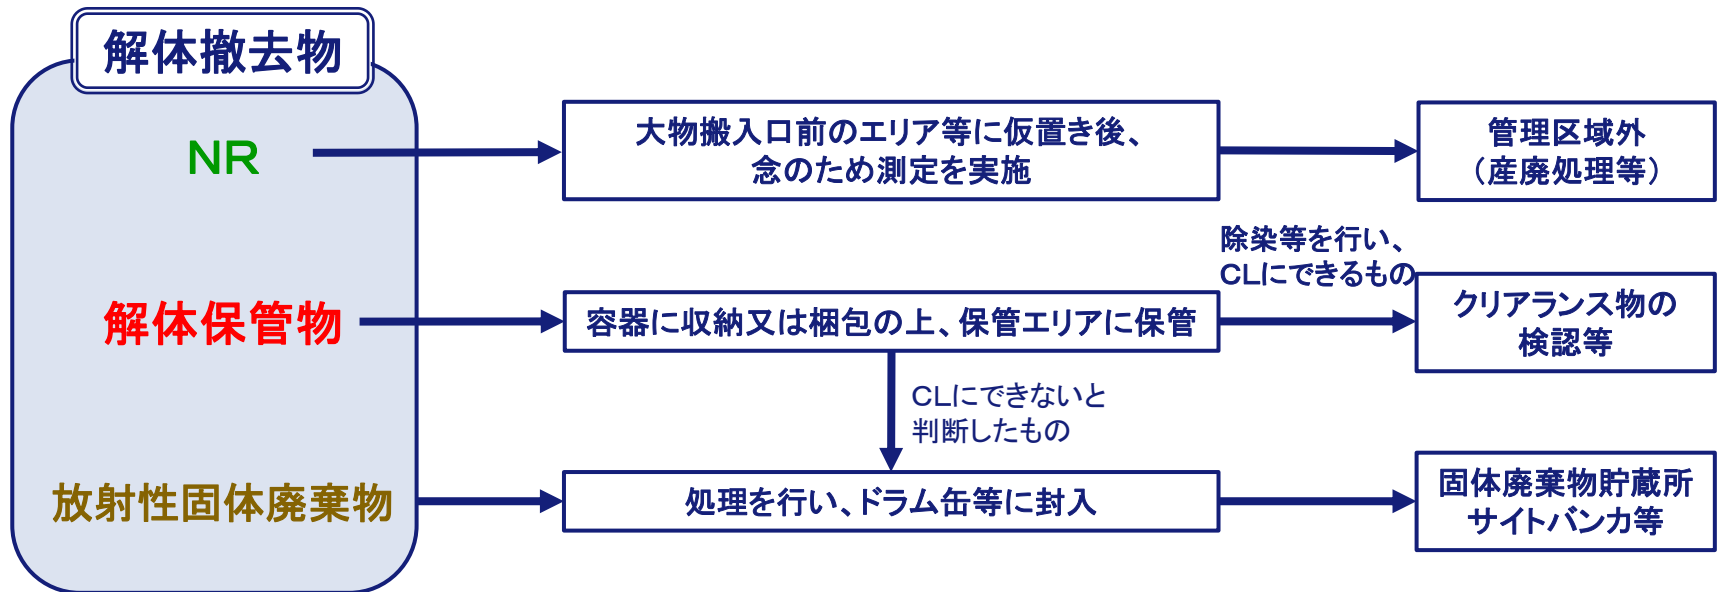 解体撤去物
NR
大物搬入口前のエリア等に仮置き後、
念のため測定を実施
管理区域外
（産廃処理等）
除染等を行い、
CLにできるもの
解体保管物
容器に収納又は梱包の上、保管エリアに保管
クリアランス物の
検認等
CLにできないと
判断したもの
放射性固体廃棄物
処理を行い、ドラム缶等に封入
固体廃棄物貯蔵所
サイトバンカ等